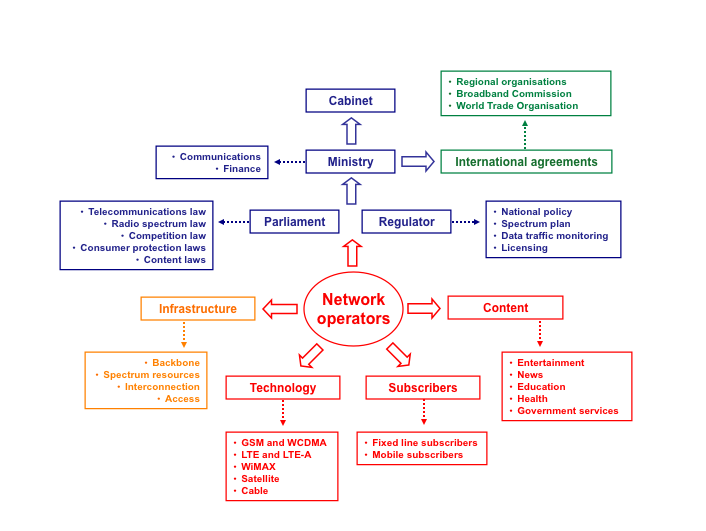 Cabinet
• Regional organisations
• Broadband Commission
• World Trade Organisation
• Communications
• Finance
Ministry
International agreements
• Telecommunications law
• Radio spectrum law
• Competition law
• Consumer protection laws
• Content laws
Parliament
Regulator
• National policy
• Spectrum plan
• Data traffic monitoring
• Licensing
Network
operators
Infrastructure
Content
• Backbone
• Spectrum resources
• Interconnection
• Access
Technology
Subscribers
• Entertainment
• News
• Education
• Health
• Government services
• GSM and WCDMA
• LTE and LTE-A
• WiMAX
• Satellite
• Cable
• Fixed line subscribers
• Mobile subscribers